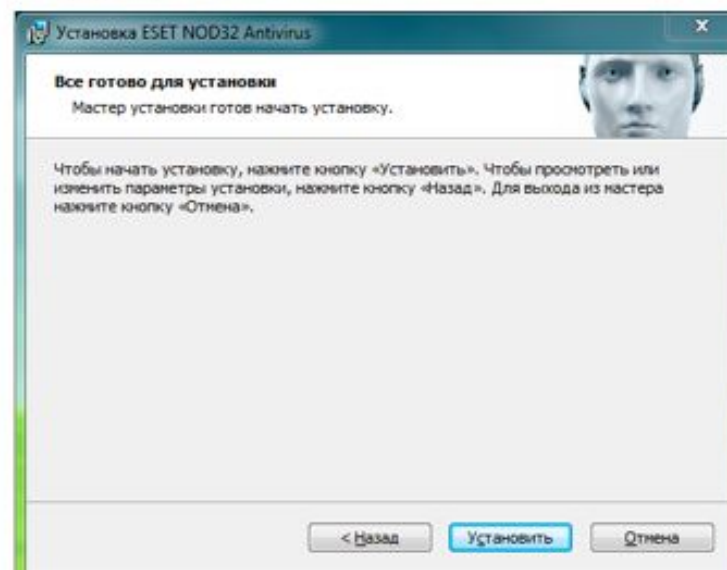 Установка ESET NOD32 Antivirus
Все готово для установки
Мастер установки готов начать установку.
Чтобы начать установку, нажмите кнопку «Установить». Чтобы просмотреть или
изменить параметры установки, нажмите кнопку «Назад». Для выхода из мастера
нажмите кнопку «Отмена».
< Назад
Установить
Отмена